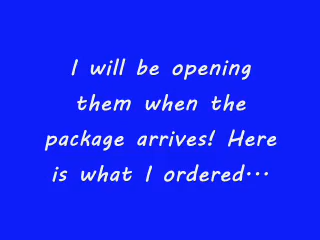 I will be opening
them when the
package arrives! Here
is what I ordered...